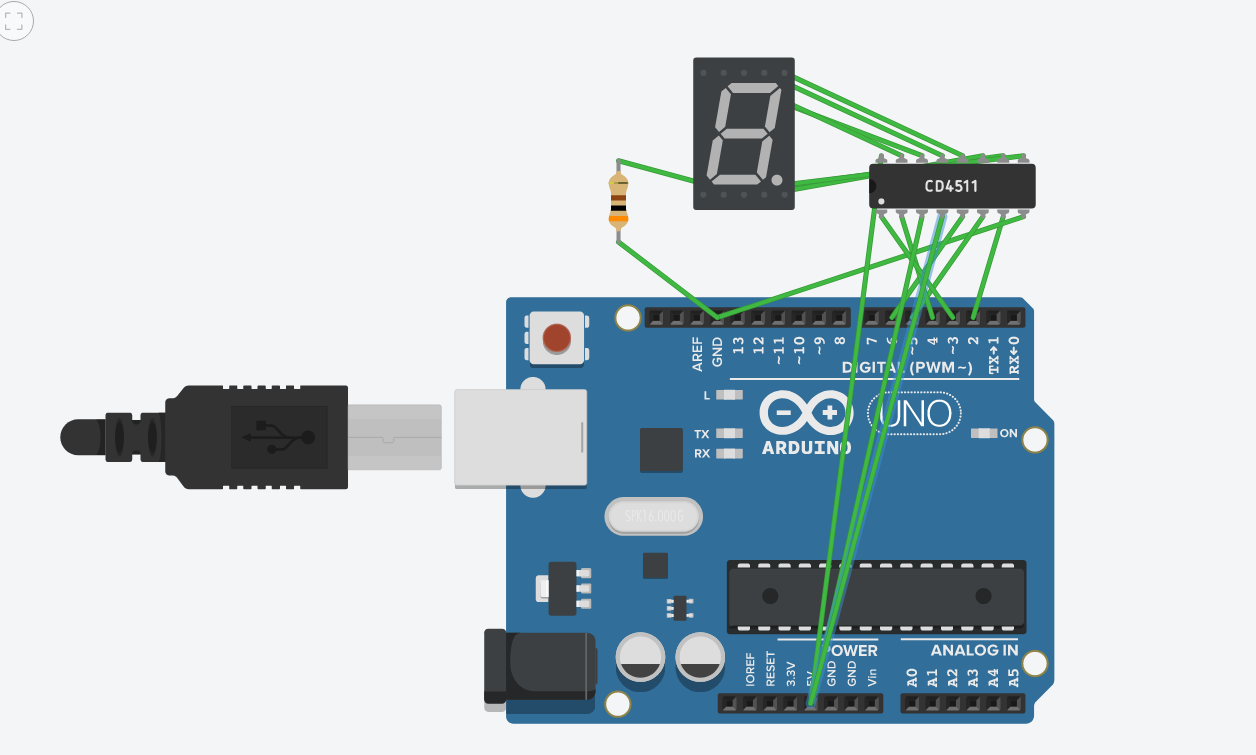 CD4511
AREF
GND
13
12
~11
~10
~9
8
7
6
~5
4
~3
2
TX→1
RX←0
DIGITAL (PWM~)
L
TX
RX
ARDUINO
UNO
ON
SPK16.000G
POWER
ANALOG IN
IOREF
RESET
3.3V
5V
GND
GND
Vin
A0
A1
A2
A3
A4
A5